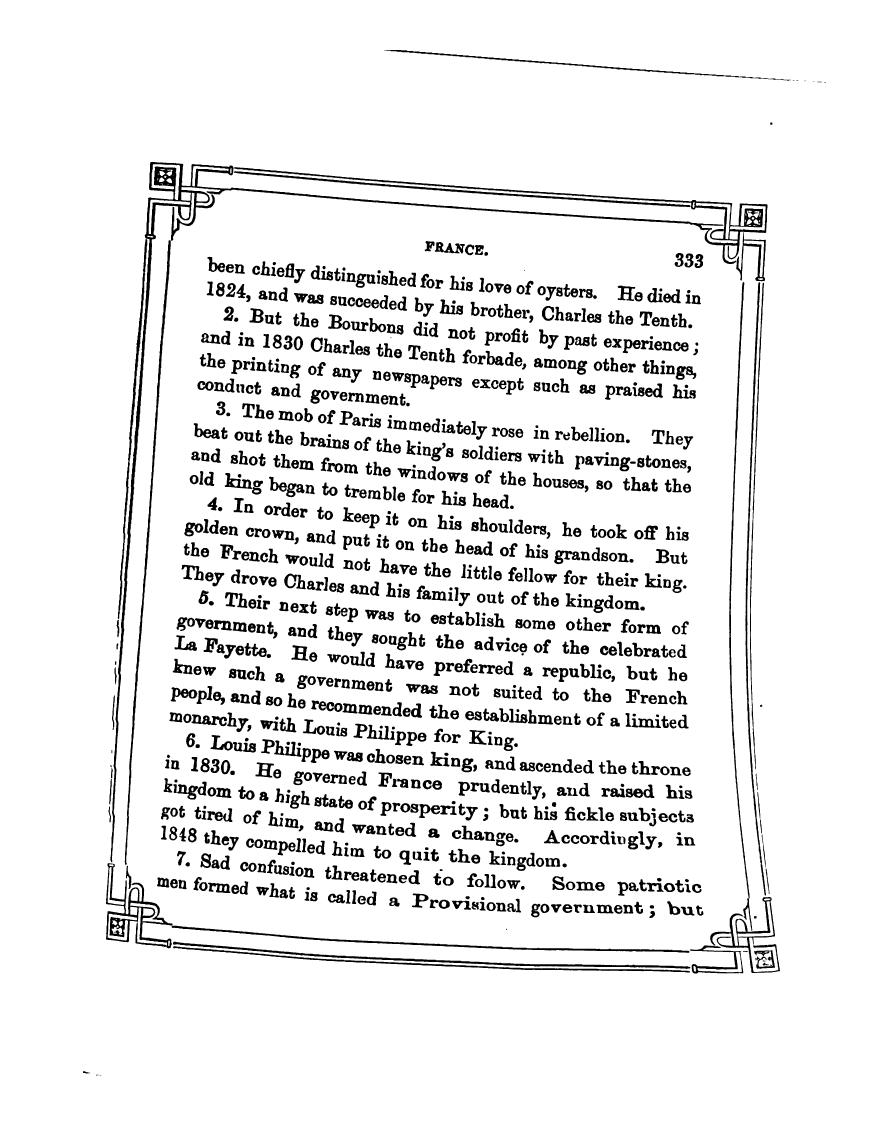 FRANCE.
333
been chiefly distinguished for his love of oysters. He died in
1824, and was succeeded by his brother, Charles the Tenth.
2. But the Bourbons did not profit by past experience;
and in 1830 Charles the Tenth forbade, among other things,
the printing of any newspapers except such as praised his
conduct and government.
3. The mob of Paris immediately rose in rebellion. They
beat out the brains of the king's soldiers with paving-stones,
and shot them from the windows of the houses, so that the
old king began to tremble for his head.
4. In order to keep it on his shoulders, he took off his
golden crown, and put it on the head of his grandson. But
the French would not have the little fellow for their king.
They drove Charles and his family out of the kingdom.
5. Their next step was to establish some other form of
government, and they sought the advice of the celebrated
La Fayette. He would have preferred a republic, but he
knew such a government was not suited to the French
people, and so he recommended the establishment of a limited
monarchy, with Louis Philippe for King.
6. Louis Philippe was chosen king, and ascended the throne
in 1830. He governed France prudently, and raised his
kingdom to a high state of prosperity; but his fickle subjects
got tired of him, and wanted a change. Accordingly, in
1848 they compelled him to quit the kingdom.
7. Sad confusion threatened to follow. Some patriotic
men formed what is called a Provisional government; but